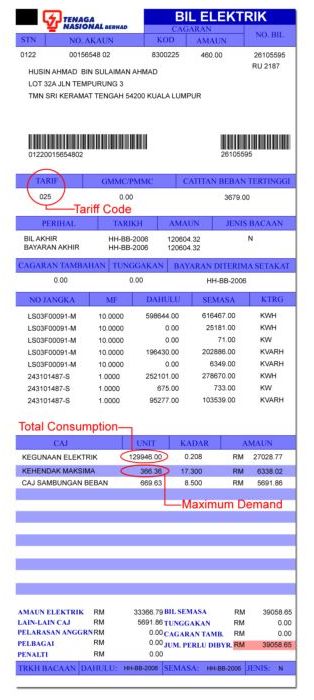 TENAGA NASIONAL BERHAD
BIL ELEKTRIK
CAGARAN
STN NO. AKAUN KOD AMAUN NO. BIL
0122 00156548 02 8300225 460.00 26105595
RU 2187
HUSIN AHMAD BIN SULAIMAN AHMAD
LOT 32A JLN TEMPURUNG 3
TMN SRI KERAMAT TENGAH 54200 KUALA LUMPUR
01220015654802 26105595
TARIF GMMC/PMMC CATITAN BEBAN TERTINGGI
025 0.00 3679.00
Tariff Code
PERIHAL TARIKH AMAUN JENIS BACAAN
BIL AKHIR HH-BB-2006 120604.32 N
BAYARAN AKHIR HH-BB-2006 120604.32
CAGARAN TAMBAHAN TUNGGAKAN BAYARAN DITERIMA SETAKAT
0.00 0.00 HH-BB-2006
NO JANGKA MF DAHULU SEMASA KTRG
LS03F00091-M 10.0000 598644.00 616467.00 KWH
LS03F00091-M 10.0000 0.00 25181.00 KWH
LS03F00091-M 10.0000 0.00 71.00 KW
LS03F00091-M 10.0000 196430.00 202886.00 KVARH
LS03F00091-M 10.0000 0.00 6349.00 KVARH
243101487-S 1.0000 252101.00 278670.00 KWH
243101487-S 1.0000 675.00 733.00 KW
243101487-S 1.0000 95277.00 103539.00 KVARH
Total Consumption
CAJ UNIT KADAR AMAUN
KEGUNAAN ELEKTRIK 129946.00 0.208 RM 27028.77
KEHENDAK MAKSIMA 366.36 17.300 RM 6338.02
CAJ SAMBUNGAN BEBAN 669.63 8.500 RM 5691.86
Maximum Demand
AMAUN ELEKTRIK RM 33366.79 BIL SEMASA RM 39058.65
LAIN-LAIN CAJ RM 5691.86 TUNGGAKAN RM 0.00
PELARASAN ANGGRN RM 0.00 CAGARAN TAMB. RM 0.00
PELBAGAI RM 0.00 JUM. PERLU DIBYR. RM 39058.65
PENALTI RM 0.00
TRKH BACAAN DAHULU: HH-BB-2006 SEMASA: HH-BB-2006 JENIS: N